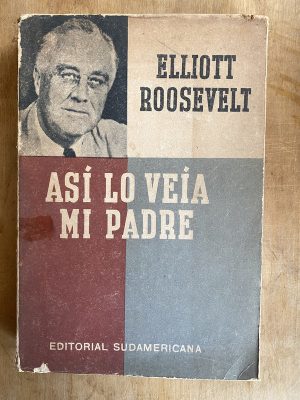 ELLIOTT
ROOSEVELT
ASÍ LO VEÍA
MI PADRE
EDITORIAL SUDAMERICANA